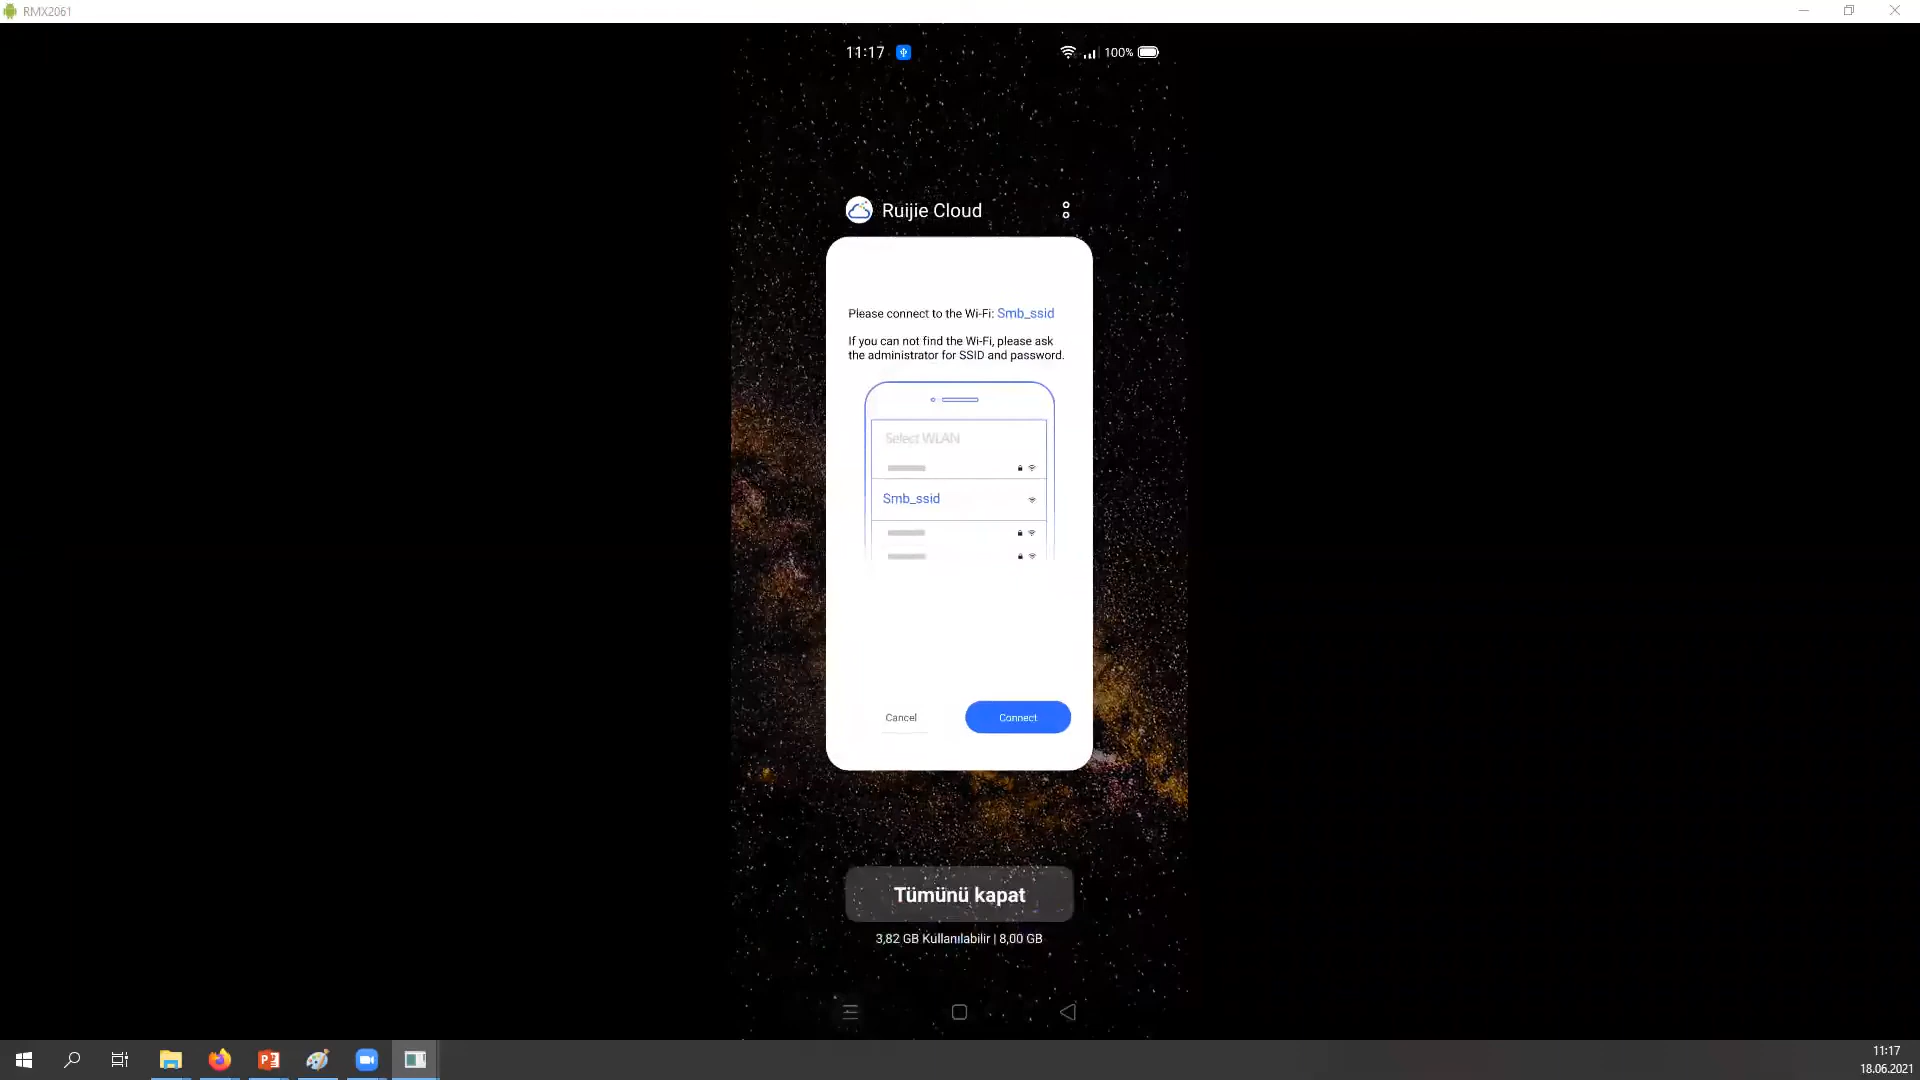 RMX2061
11:17
100%
Ruijie Cloud
Please connect to the Wi-Fi: Smb_ssid
If you can not find the Wi-Fi, please ask
the administrator for SSID and password.
Select WLAN
Smb_ssid
Cancel
Connect
Tümünü kapat
3,82 GB Kullanılabilir | 8,00 GB
11:17
18.06.2021